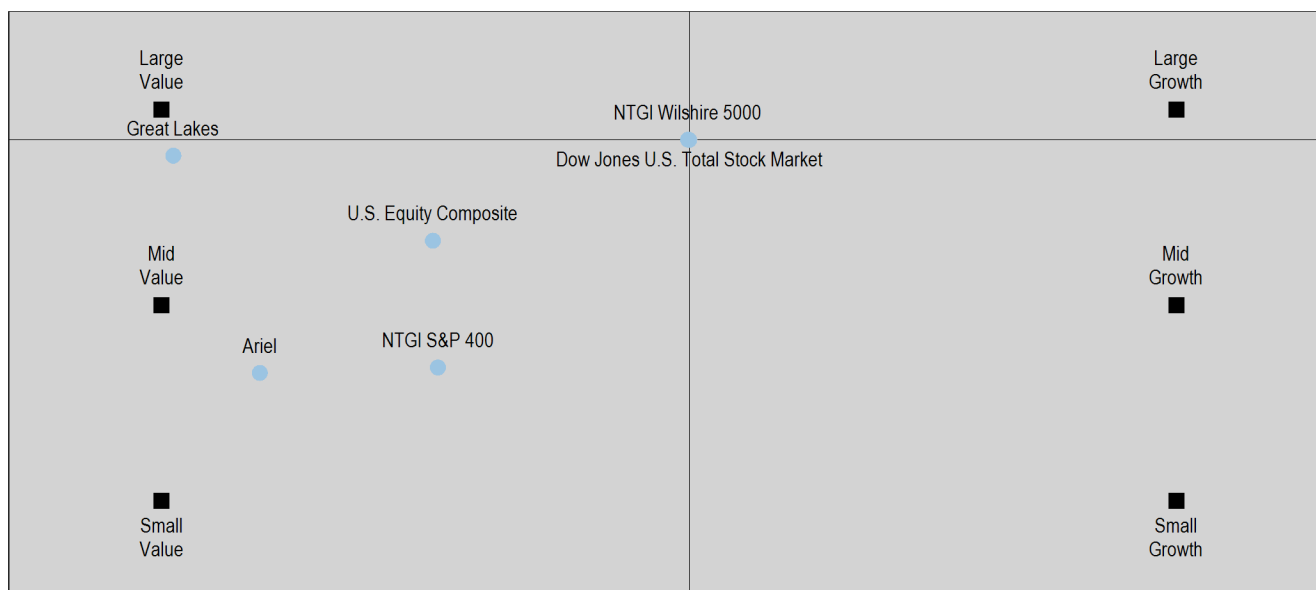 Large
Value
Large
Growth
NTGI Wilshire 5000
Great Lakes
Dow Jones U.S. Total Stock Market
U.S. Equity Composite
Mid
Value
Mid
Growth
NTGI S&P 400
Ariel
Small
Value
Small
Growth